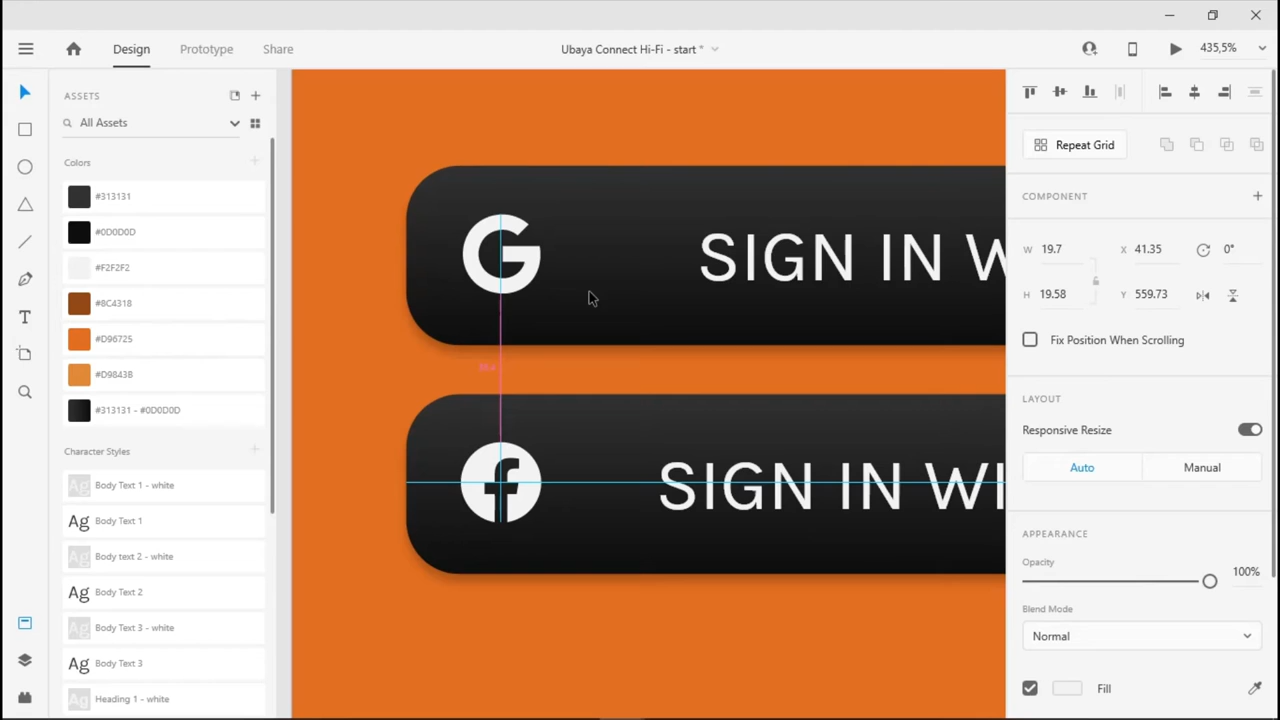 Design
Prototype
Share
Ubaya Connect Hi-Fi - start *
435,5%
ASSETS
All Assets
Colors
#313131
#0D0D0D
#F2F2F2
#8C4318
#D96725
#D9843B
#313131 - #0D0D0D
Character Styles
Ag Body Text 1 - white
Ag Body Text 1
Ag Body text 2 - white
Ag Body Text 2
Ag Body Text 3 - white
Ag Body Text 3
Ag Heading 1 - white
G SIGN IN W
f SIGN IN WI
Repeat Grid
COMPONENT
W 19.7 X 41.35 0°
H 19.58 Y 559.73
Fix Position When Scrolling
LAYOUT
Responsive Resize
Auto
Manual
APPEARANCE
Opacity
100%
Blend Mode
Normal
Fill